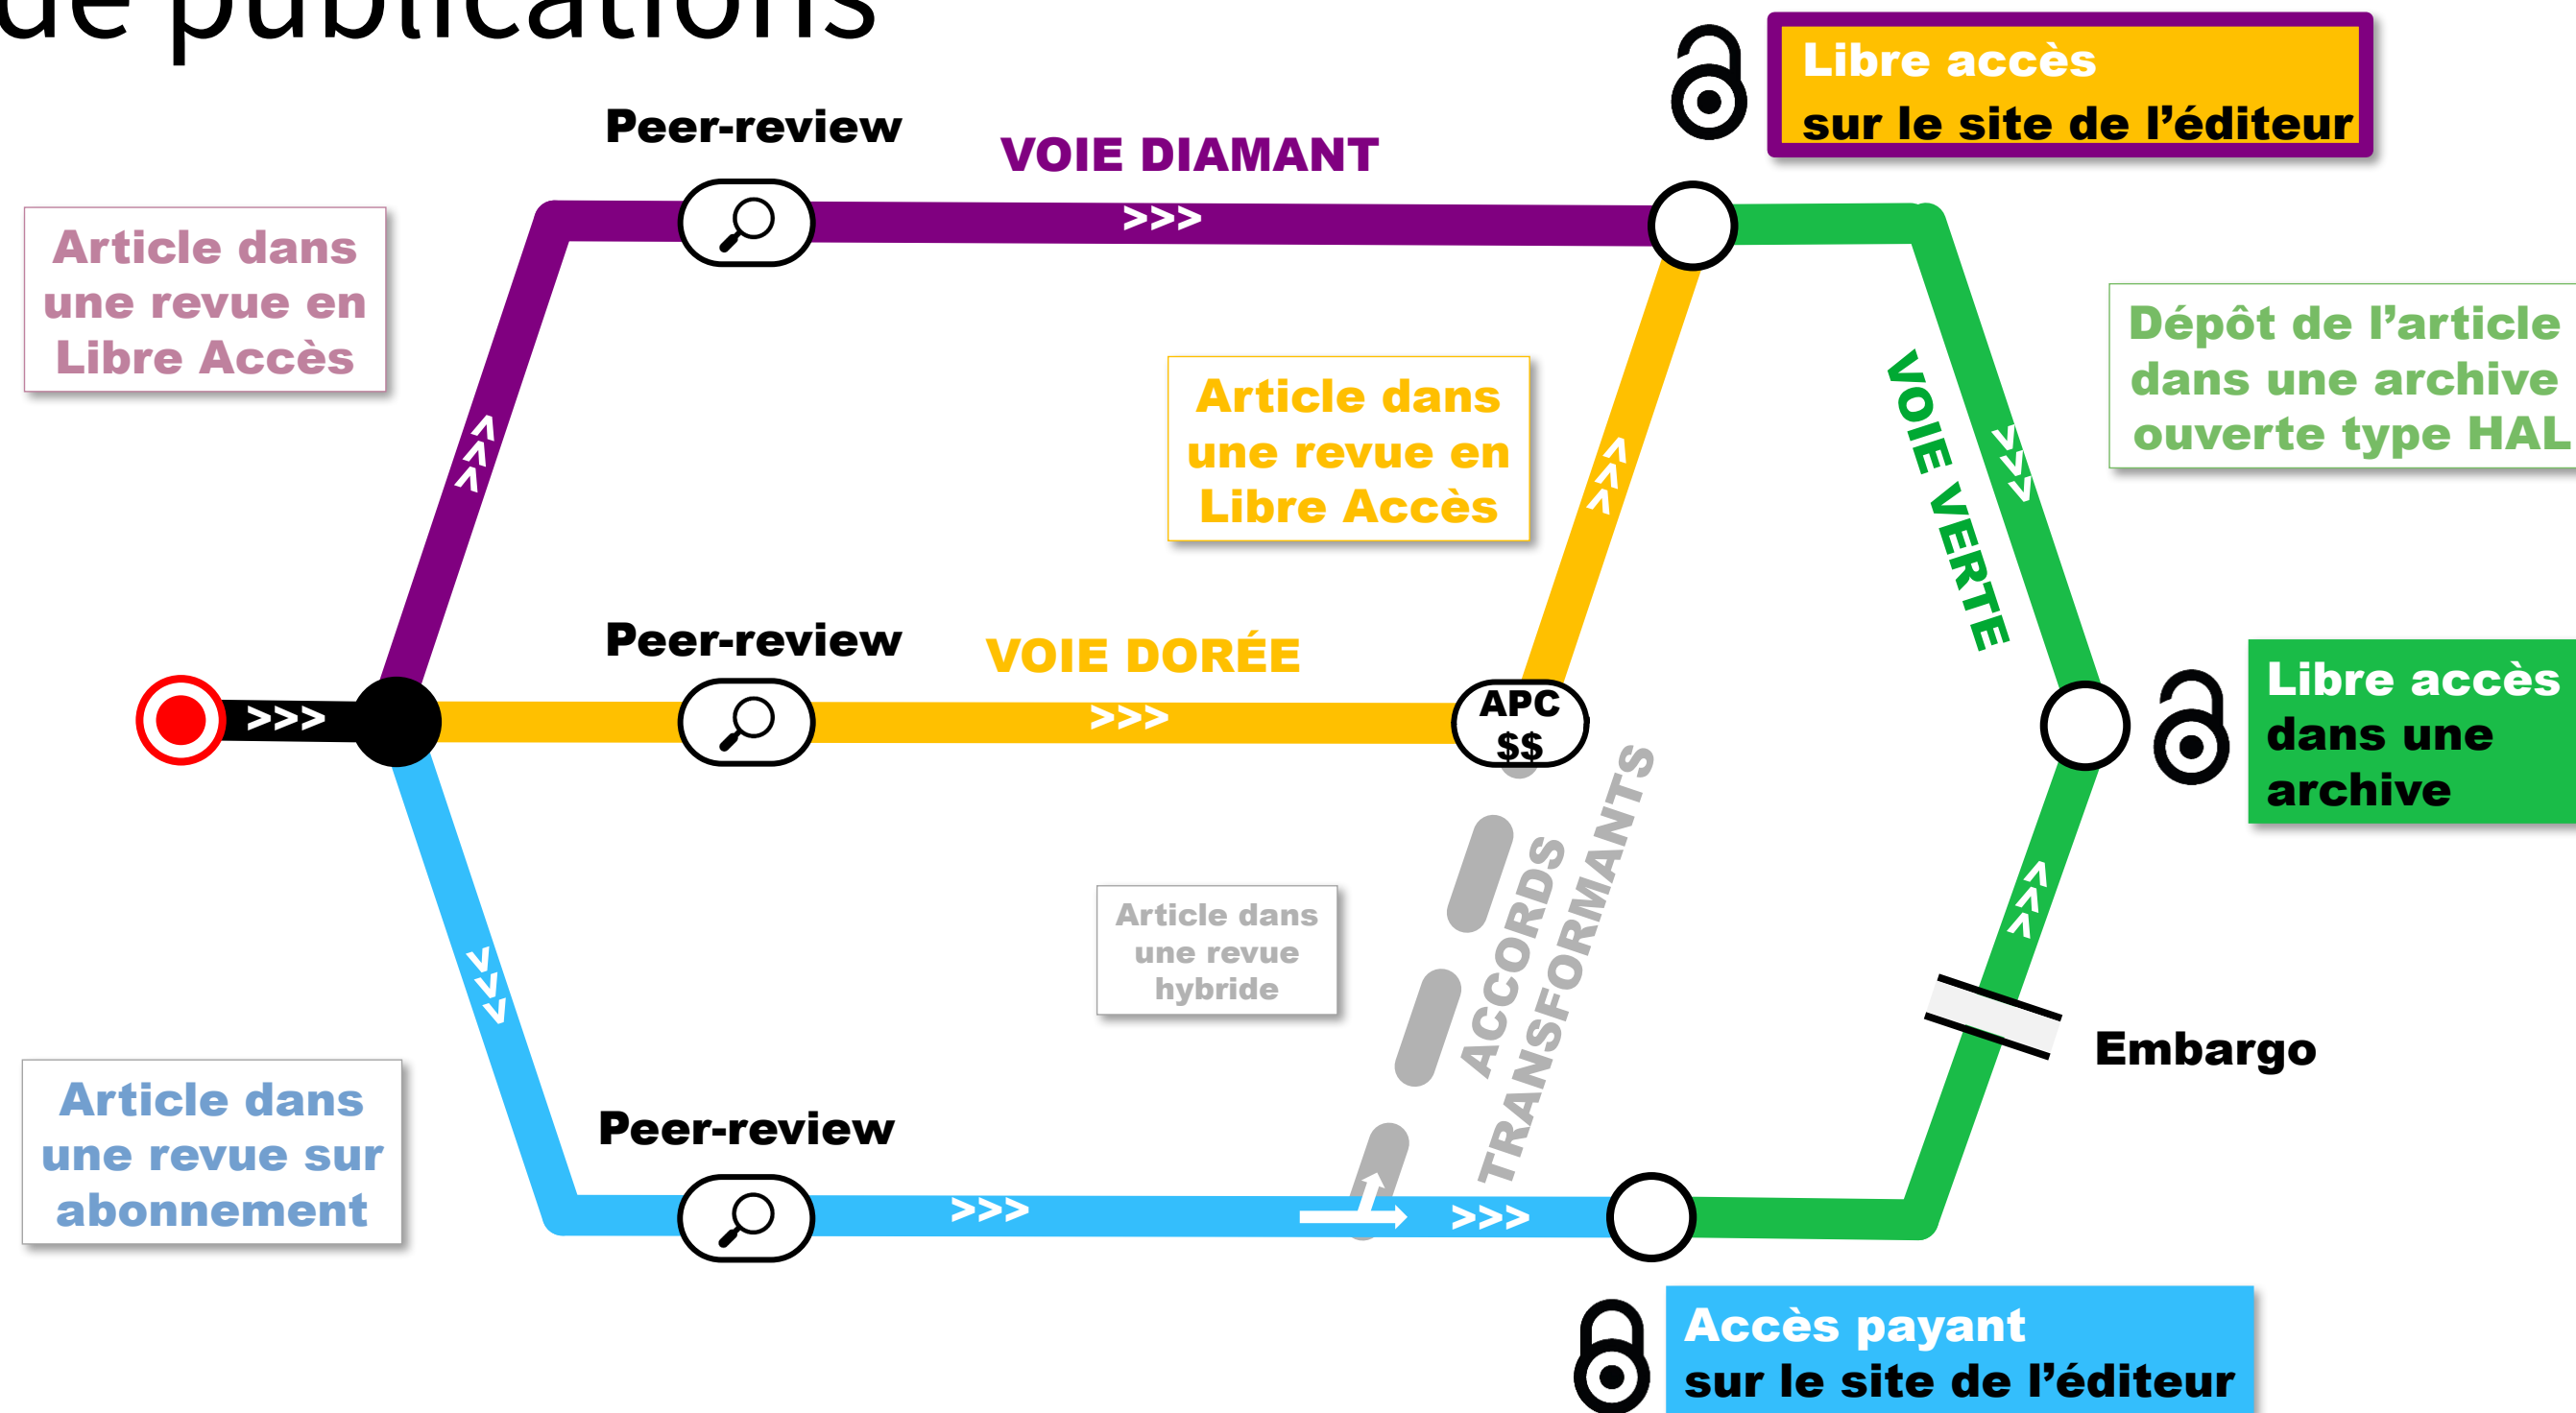 de publications
Libre accès
sur le site de l’éditeur
Peer-review
VOIE DIAMANT
>>>
Article dans
une revue en
Libre Accès
>>>
Article dans
une revue en
Libre Accès
>>>
VOIE VERTE
>>>
Dépôt de l’article
dans une archive
ouverte type HAL
Peer-review
VOIE DORÉE
>>>
>>>
APC
$$
Libre accès
dans une
archive
ACCORDS
TRANSFORMANTS
Article dans
une revue
hybride
>>>
>>>
Embargo
Article dans
une revue sur
abonnement
Peer-review
>>>
>>>
Accès payant
sur le site de l’éditeur